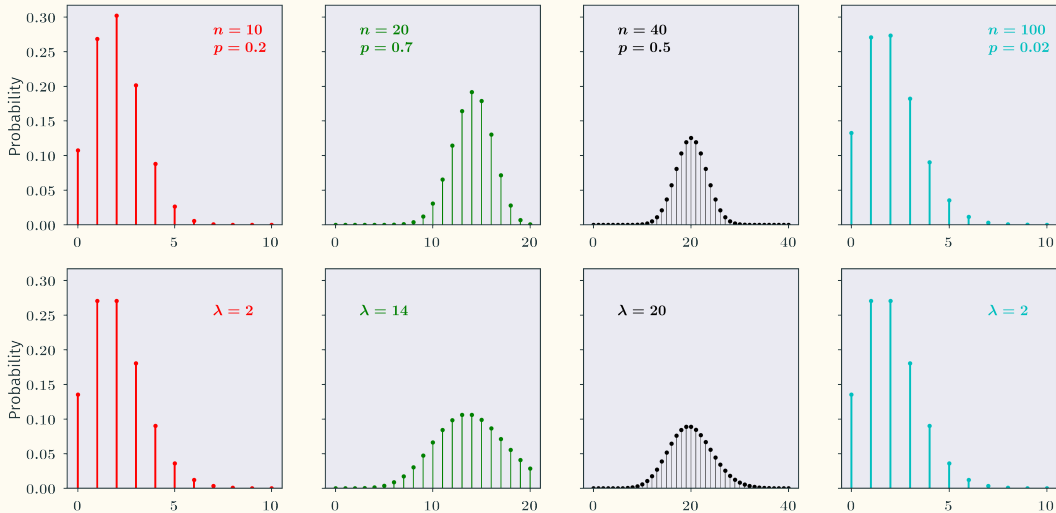 0.30
0.25
0.20
0.15
0.10
0.05
0.00
Probability
n = 10
p = 0.2
0 5 10
n = 20
p = 0.7
0 10 20
n = 40
p = 0.5
0 20 40
n = 100
p = 0.02
0 5 10
0.30
0.25
0.20
0.15
0.10
0.05
0.00
Probability
λ = 2
0 5 10
λ = 14
0 10 20
λ = 20
0 20 40
λ = 2
0 5 10